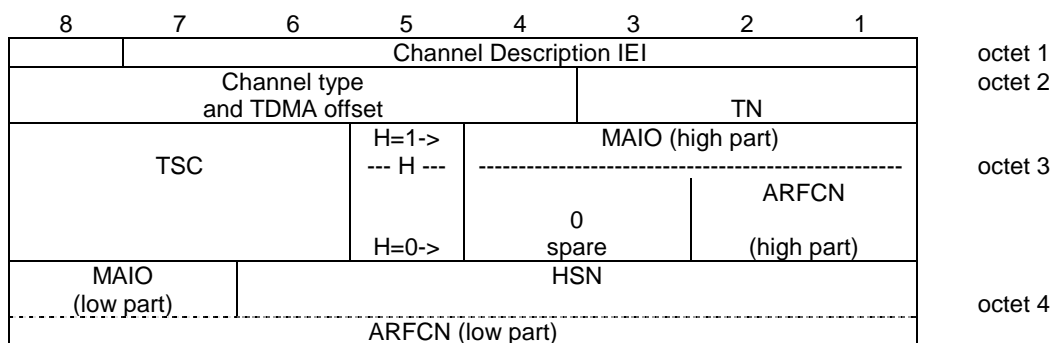 8 7 6 5 4 3 2 1
Channel Description IEI octet 1
Channel type octet 2
and TDMA offset TN
H=1-> MAIO (high part)
TSC --- H --- ------------------------------------------------------- octet 3
ARFCN
0
H=0-> spare (high part)
MAIO HSN
(low part) octet 4
ARFCN (low part)